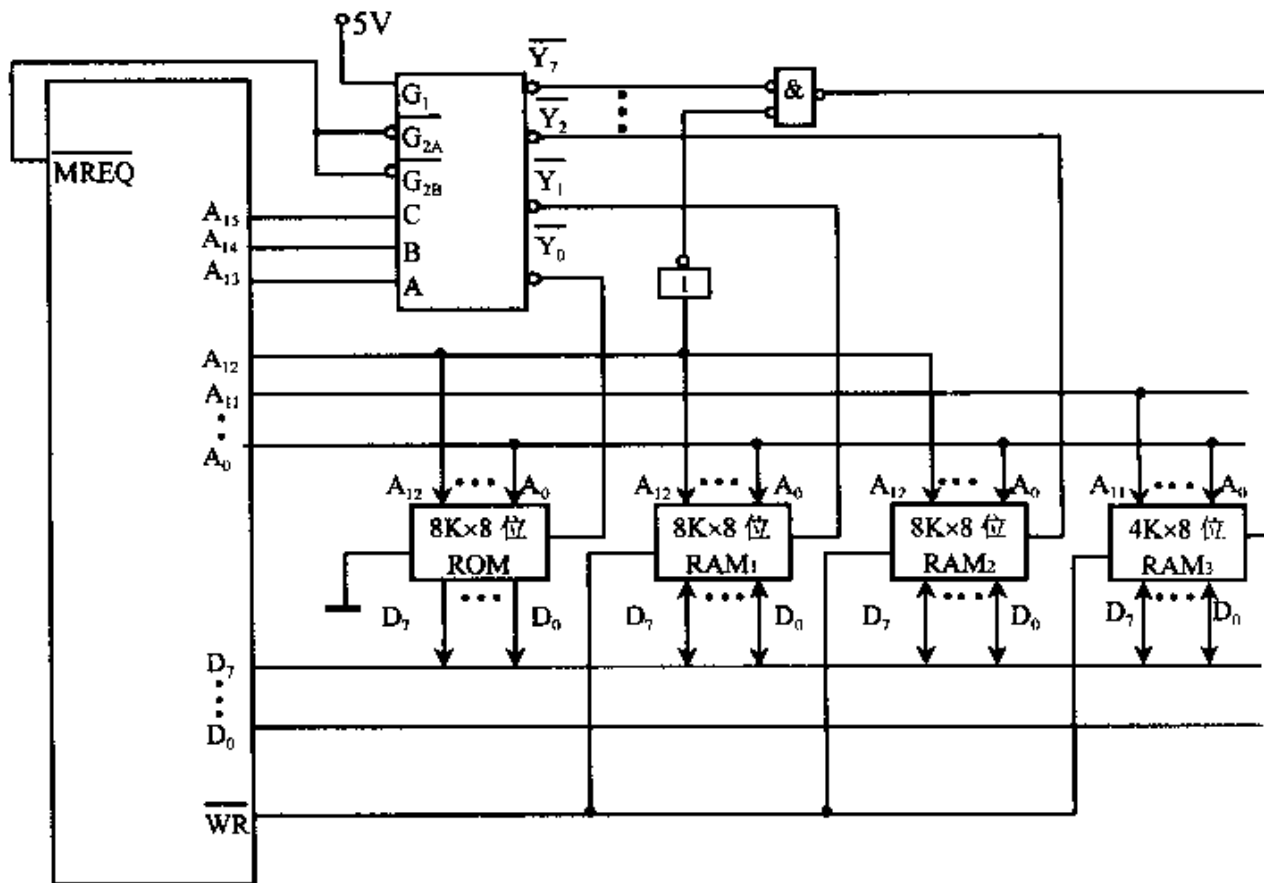 5V
G₁
G₂A
G₂B
C
B
A
Y₇
Y₂
Y₁
Y₀
&
1
MREQ
A₁₅
A₁₄
A₁₃
A₁₂
A₁₁
A₀
A₁₂ A₀
A₁₂ A₀
A₁₂ A₀
A₁₁ A₀
8K×8 位
ROM
8K×8 位
RAM₁
8K×8 位
RAM₂
4K×8 位
RAM₃
D₇ D₀
D₇ D₀
D₇ D₀
D₇ D₀
D₇
D₀
WR